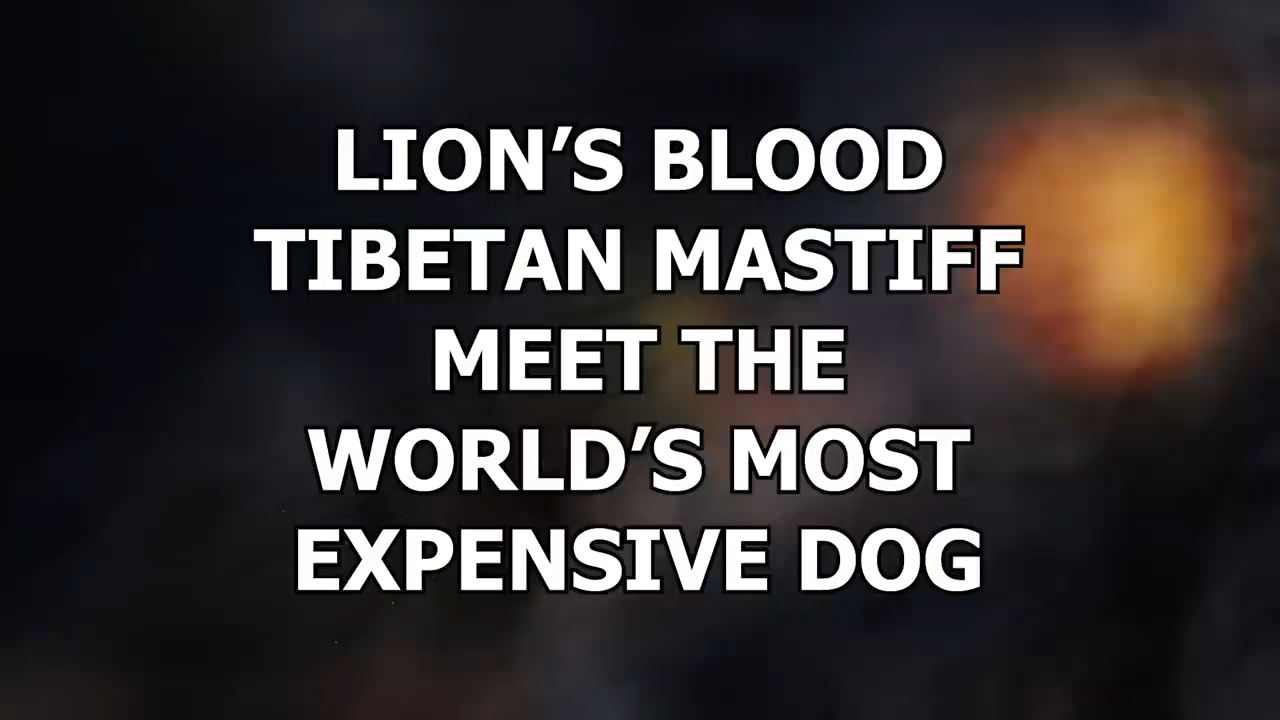 LION’S BLOOD
TIBETAN MASTIFF
MEET THE
WORLD’S MOST
EXPENSIVE DOG